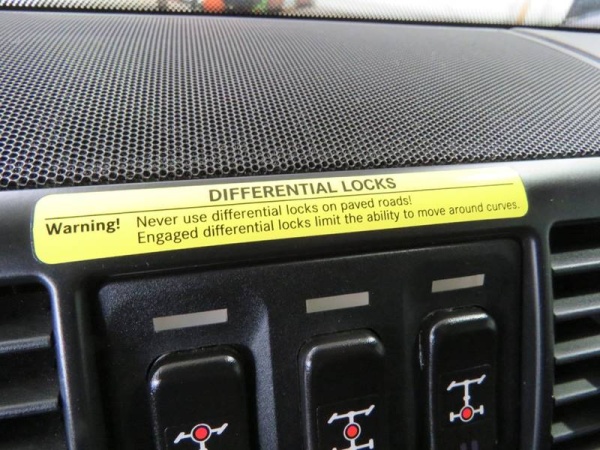 DIFFERENTIAL LOCKS
Warning! Never use differential locks on paved roads!
Engaged differential locks limit the ability to move around curves.